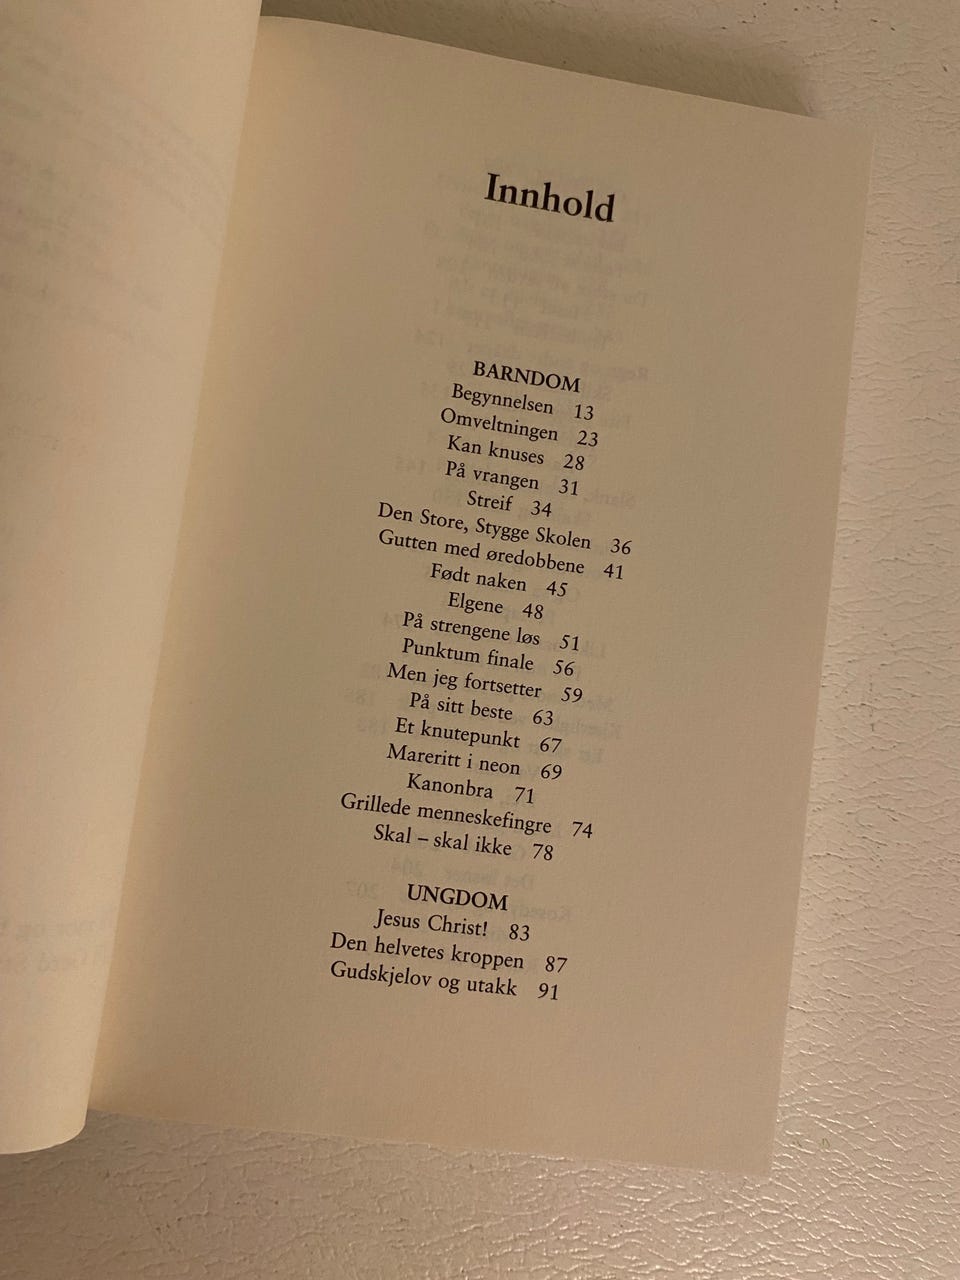 Innhold
BARNDOM
Begynnelsen 13
Omveltningen 23
Kan knuses 28
På vrangen 31
Streif 34
Den Store, Stygge Skolen 36
Gutten med øredobbene 41
Født naken 45
Elgene 48
På strengene løs 51
Punktum finale 56
Men jeg fortsetter 59
På sitt beste 63
Et knutepunkt 67
Mareritt i neon 69
Kanonbra 71
Grillede menneskefingre 74
Skal – skal ikke 78
UNGDOM
Jesus Christ! 83
Den helvetes kroppen 87
Gudskjelov og utakk 91